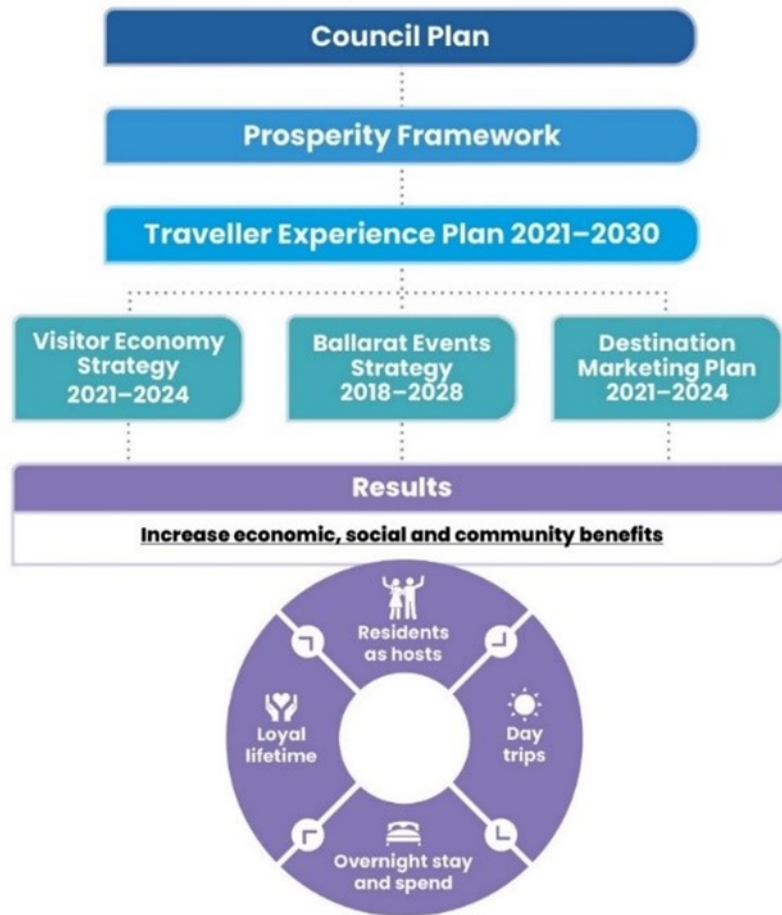 Council Plan
Prosperity Framework
Traveller Experience Plan 2021–2030
Visitor Economy
Strategy
2021–2024
Ballarat Events
Strategy
2018–2028
Destination
Marketing Plan
2021–2024
Results
Increase economic, social and community benefits
Residents
as hosts
Day
trips
Overnight stay
and spend
Loyal
lifetime